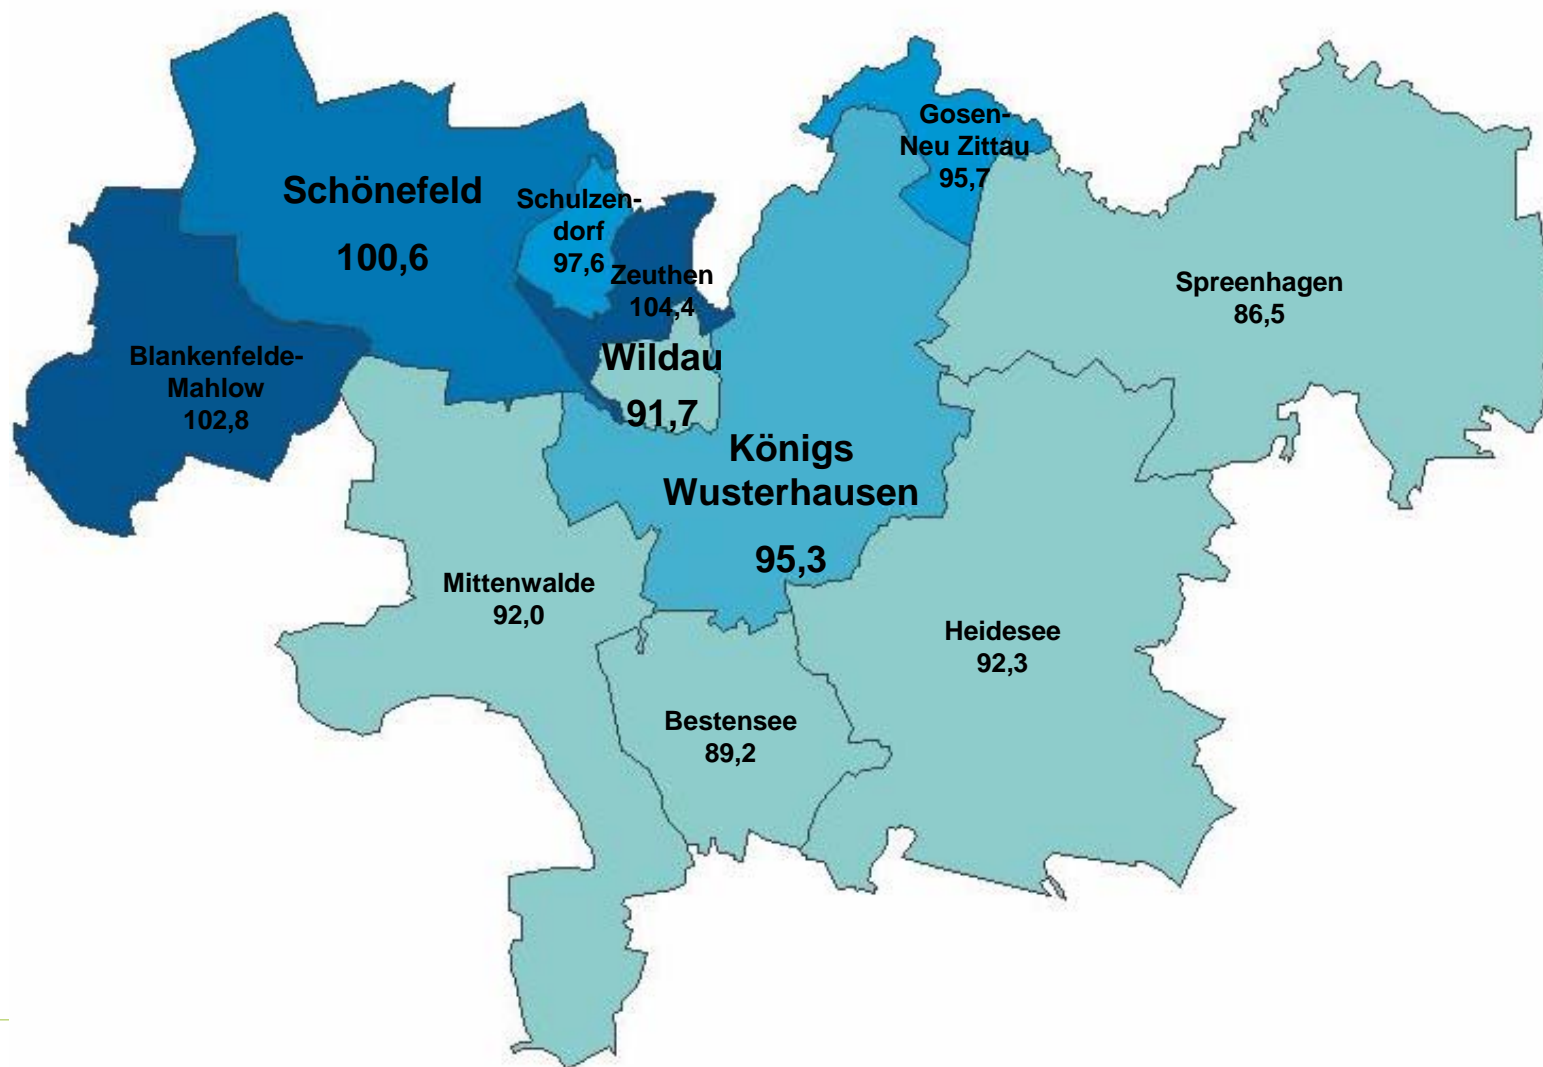 Schönefeld
100,6
Schulzen-
dorf
97,6
Zeuthen
104,4
Gosen-
Neu Zittau
95,7
Spreenhagen
86,5
Blankenfelde-
Mahlow
102,8
Wildau
91,7
Königs
Wusterhausen
95,3
Mittenwalde
92,0
Heidesee
92,3
Bestensee
89,2